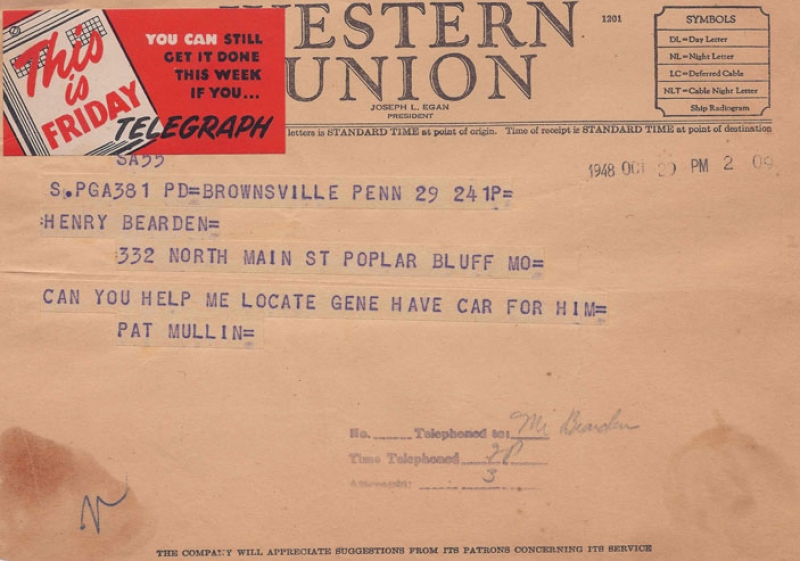 This is FRIDAY
YOU CAN STILL
GET IT DONE
THIS WEEK
IF YOU...
TELEGRAPH
WESTERN
UNION
1201
JOSEPH L. EGAN
PRESIDENT
SYMBOLS
DL=Day Letter
NL=Night Letter
LC=Deferred Cable
NLT=Cable Night Letter
Ship Radiogram
letters is STANDARD TIME at point of origin. Time of receipt is STANDARD TIME at point of destination
SA55
1948 OCT 29 PM 2 09
S.PGA381 PD=BROWNSVILLE PENN 29 241P=
:HENRY BEARDEN=
332 NORTH MAIN ST POPLAR BLUFF MO=
CAN YOU HELP ME LOCATE GENE HAVE CAR FOR HIM=
PAT MULLIN=
No. Telephoned to: Mr Bearden
Time Telephoned
Attempts: 3
THE COMPANY WILL APPRECIATE SUGGESTIONS FROM ITS PATRONS CONCERNING ITS SERVICE